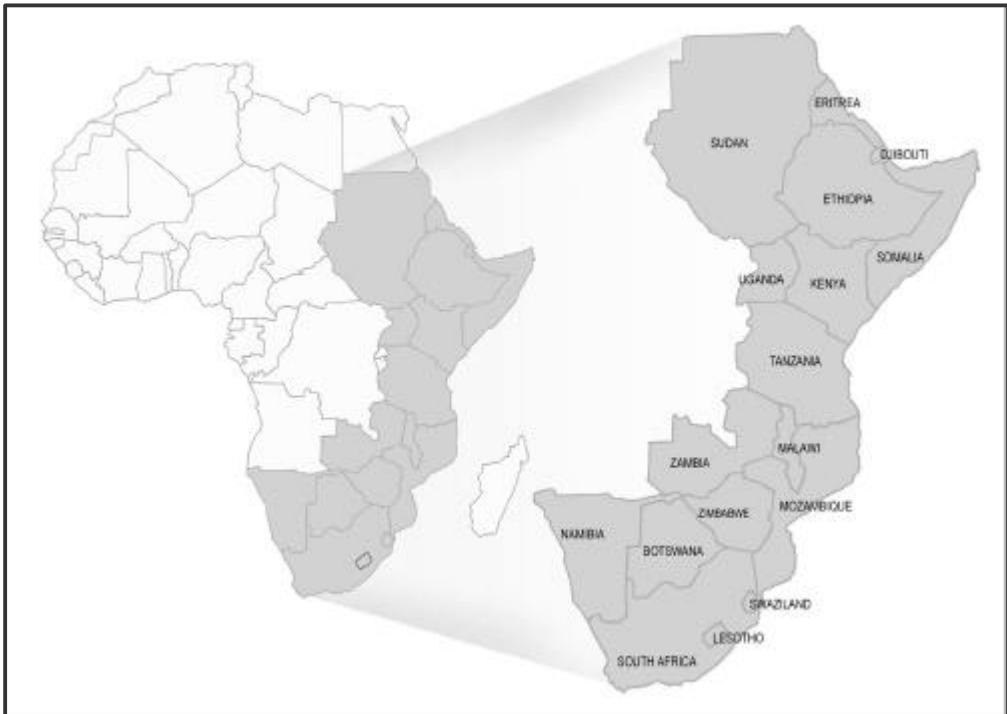 ERITREA
SUDAN
DJIBOUTI
ETHIOPIA
SOMALIA
UGANDA
KENYA
TANZANIA
MALAWI
ZAMBIA
MOZAMBIQUE
ZIMBABWE
NAMIBIA
BOTSWANA
SWAZILAND
LESOTHO
SOUTH AFRICA